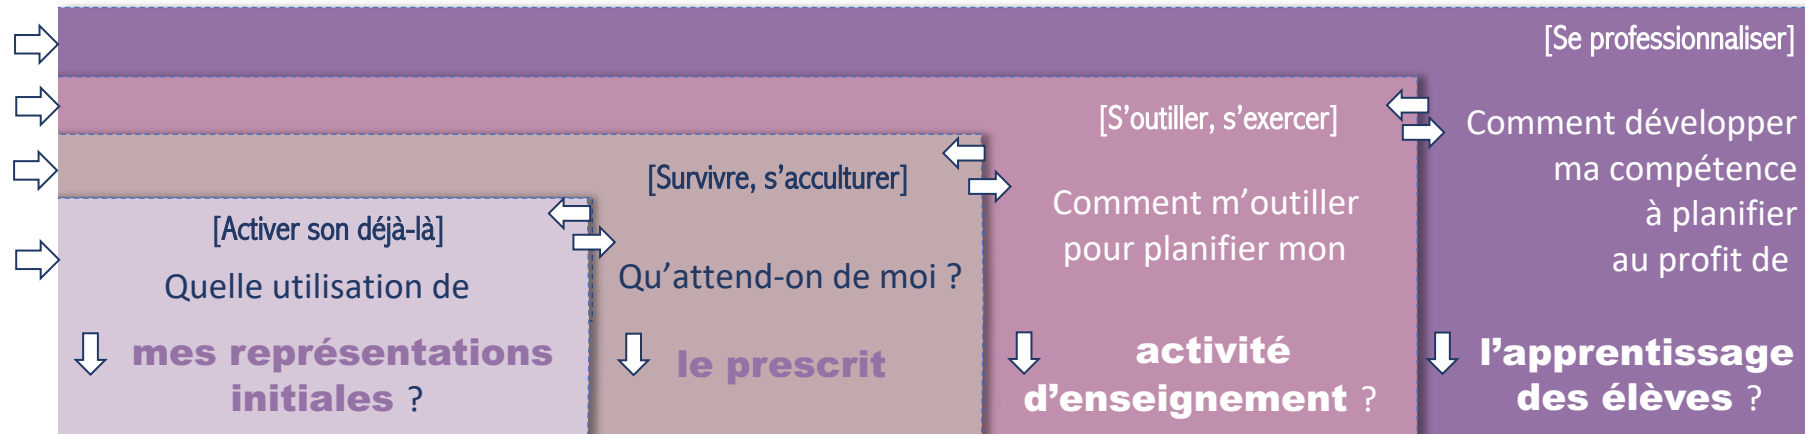 [Activer son déjà-là]
Quelle utilisation de
mes représentations
initiales ?
[Survivre, s'acculturer]
Qu'attend-on de moi ?
le prescrit
[S'outiller, s'exercer]
Comment m'outiller
pour planifier mon
activité
d'enseignement ?
[Se professionnaliser]
Comment développer
ma compétence
à planifier
au profit de
l'apprentissage
des élèves ?